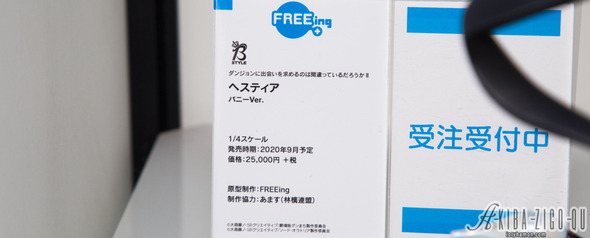 FREEing
B
STYLE
ダンジョンに出会いを求めるのは間違っているだろうかⅡ
ヘスティア
バニーVer.
1/4スケール
発売時期：2020年9月予定
価格：25,000円 +税
原型制作：FREEing
制作協力：あます(林檎連盟)
受注受付中
AKIBA-ZIGO-QU